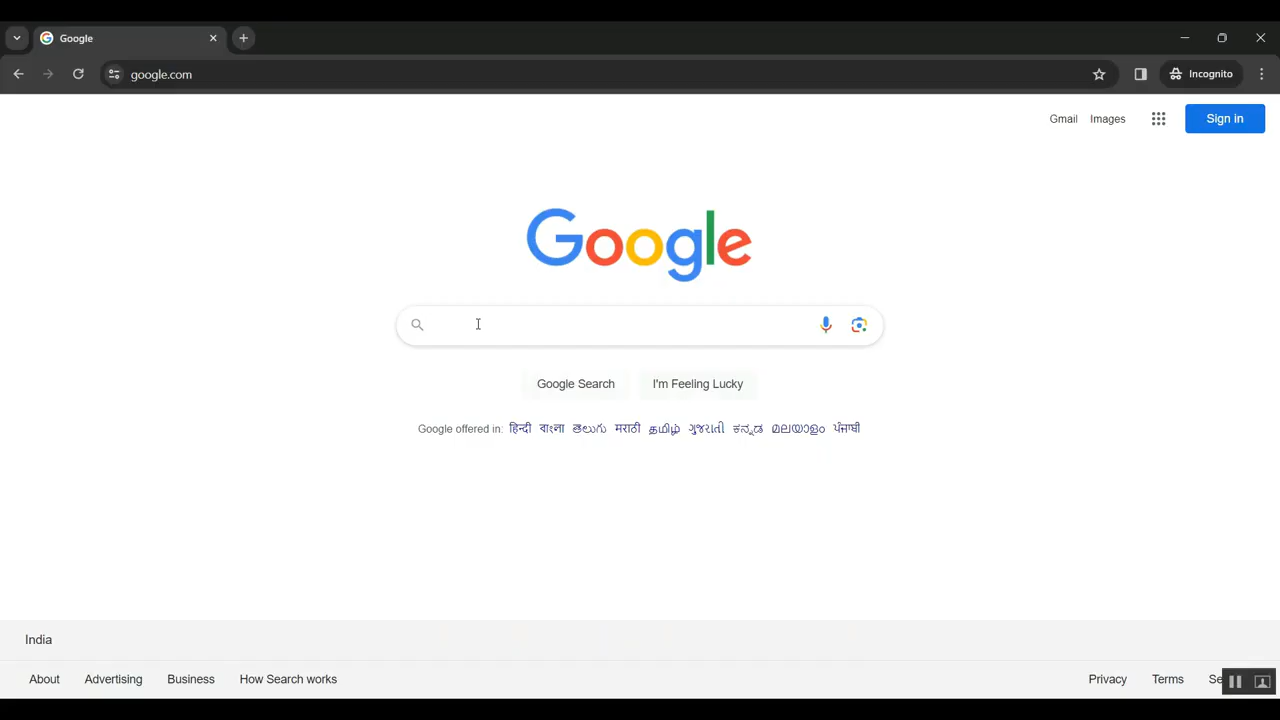 Google
google.com
Incognito
Gmail Images Sign in
Google
Google Search I'm Feeling Lucky
Google offered in: हिन्दी বাংলা తెలుగు मराठी தமிழ் ગુજરાતી ಕನ್ನಡ മലയാളം ਪੰਜਾਬੀ
India
About Advertising Business How Search works Privacy Terms Se